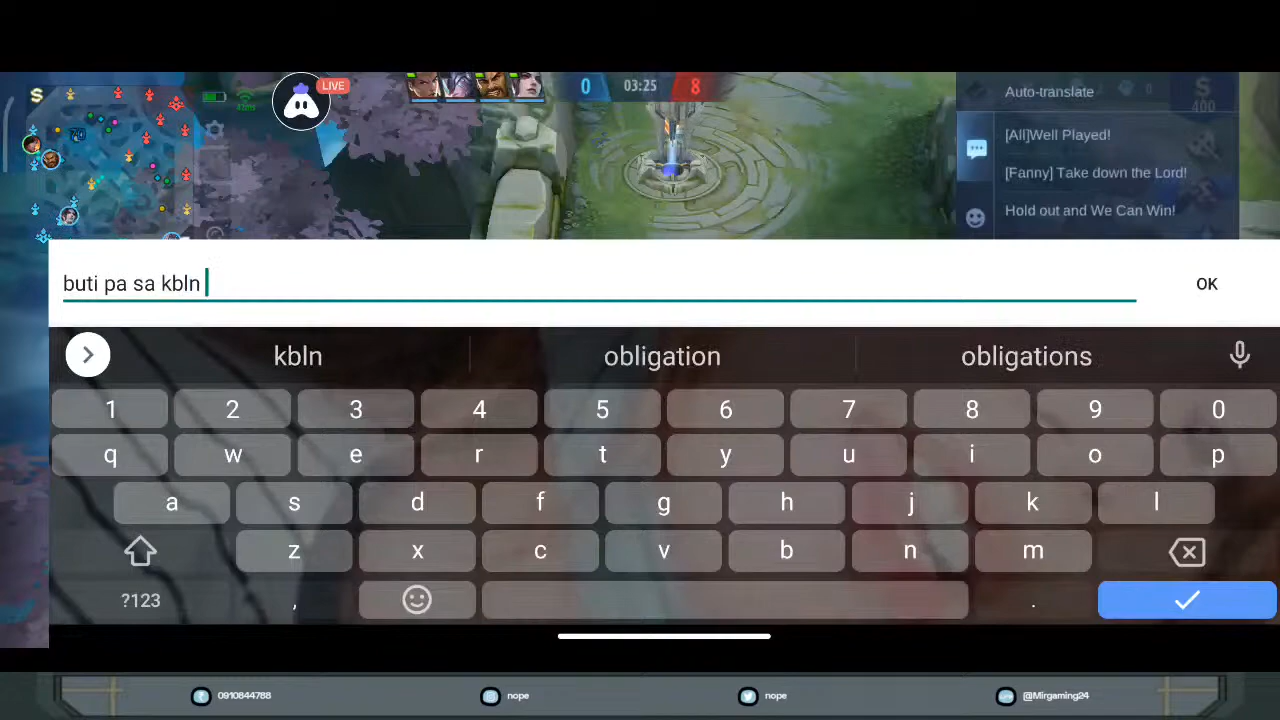 LIVE
0
03:25
8
Auto-translate
400
[All]Well Played!
[Fanny] Take down the Lord!
Hold out and We Can Win!
buti pa sa kbln
OK
kbln
obligation
obligations
1 2 3 4 5 6 7 8 9 0
q w e r t y u i o p
a s d f g h j k l
z x c v b n m
?123 , .
0910844788
nope
nope
@Mirgaming24